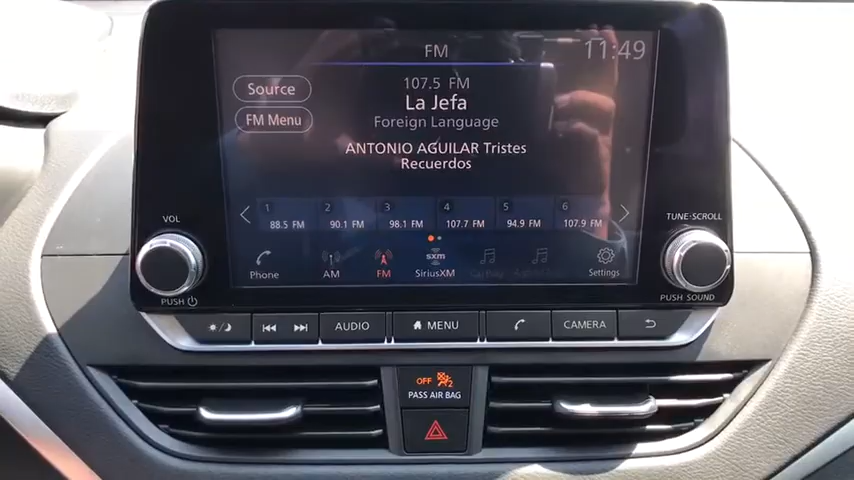 FM
11:49
Source
FM Menu
107.5 FM
La Jefa
Foreign Language
ANTONIO AGUILAR Tristes
Recuerdos
1 2 3 4 5 6
88.5 FM 90.1 FM 98.1 FM 107.7 FM 94.9 FM 107.9 FM
sxm
Phone AM FM SiriusXM Settings
VOL
PUSH
TUNE·SCROLL
PUSH SOUND
AUDIO MENU CAMERA
OFF 2
PASS AIR BAG